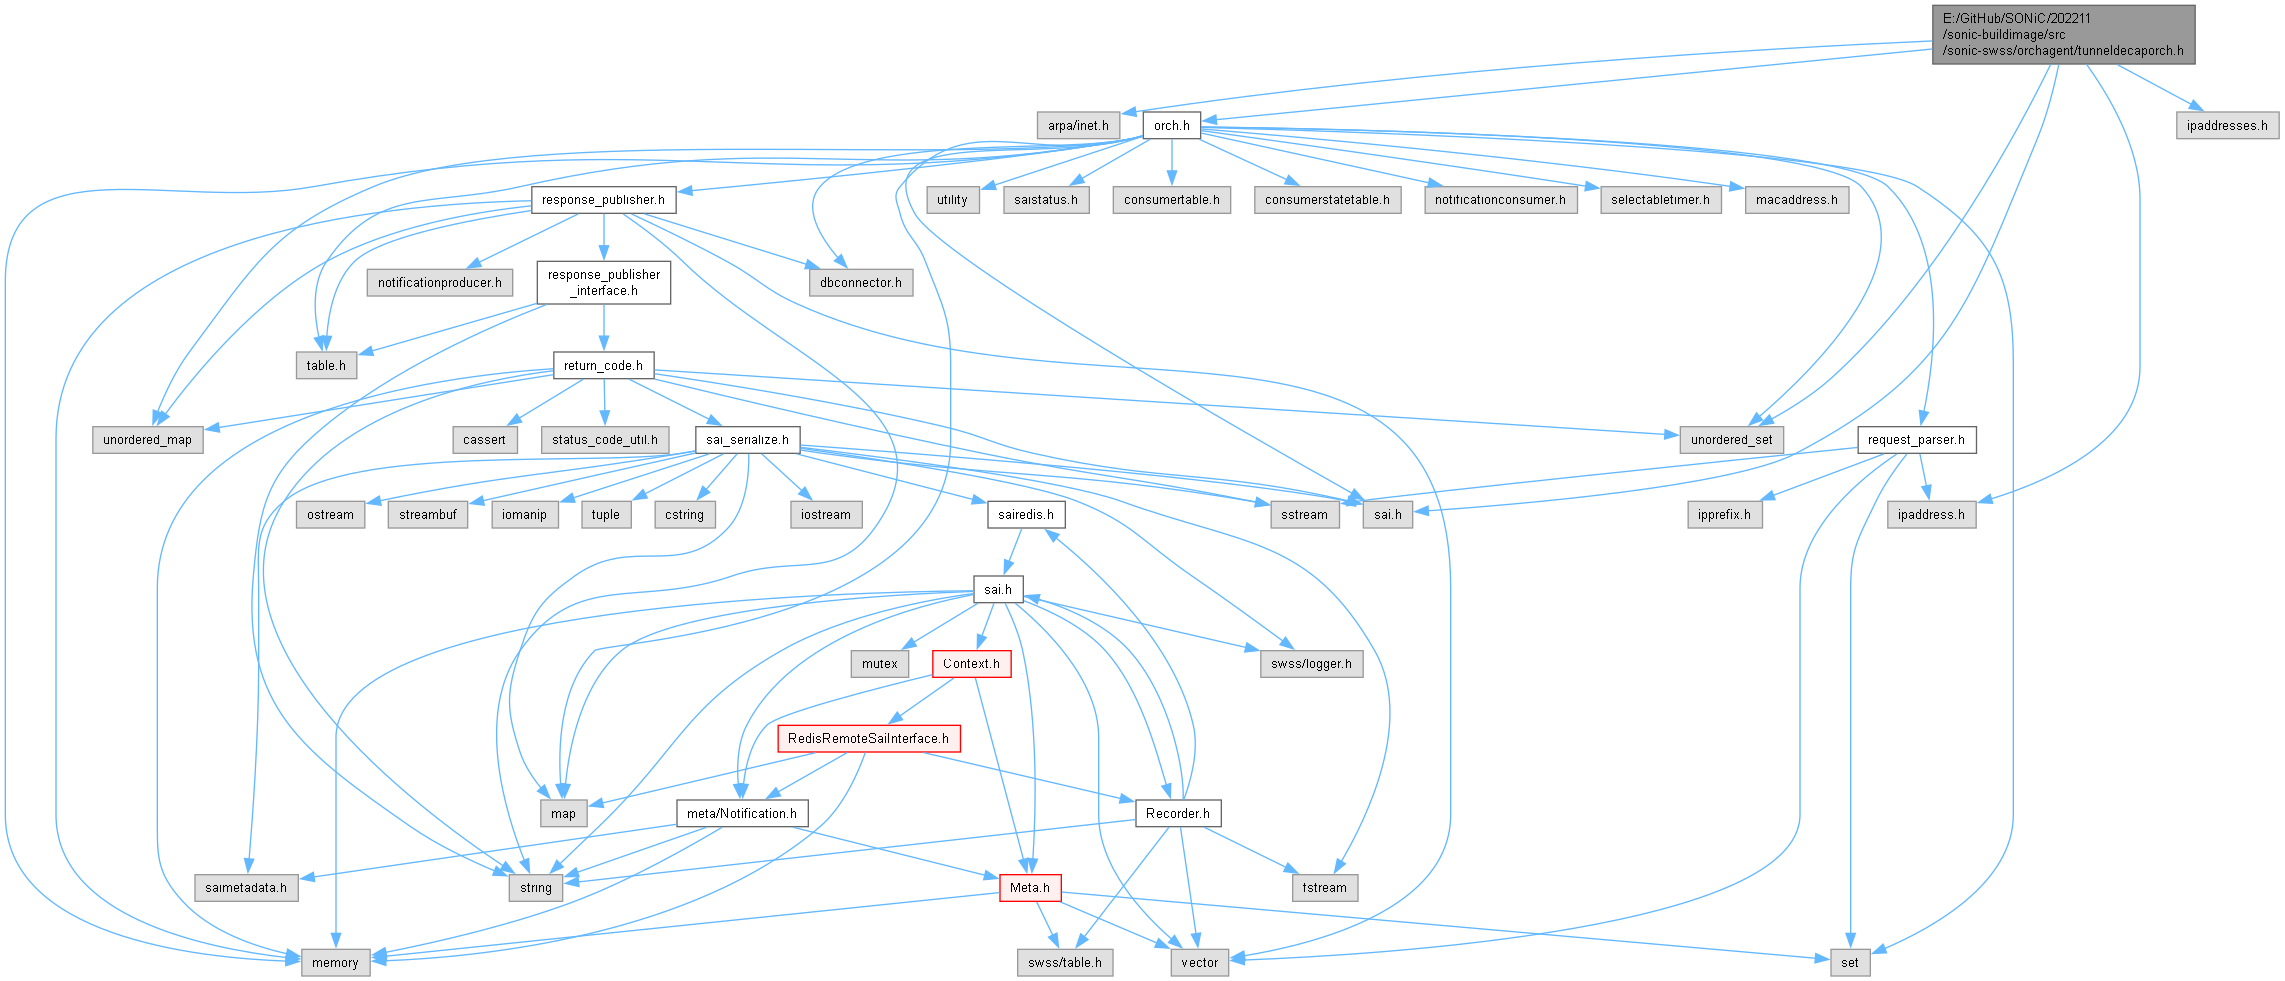 E:/GitHub/SONiC/202211
/sonic-buildimage/src
/sonic-swss/orchagent/tunneldecaporch.h
arpa/inet.h
orch.h
ipaddresses.h
response_publisher.h
utility
saistatus.h
consumertable.h
consumerstatetable.h
notificationconsumer.h
selectabletimer.h
macaddress.h
notificationproducer.h
response_publisher
_interface.h
dbconnector.h
table.h
return_code.h
unordered_map
cassert
status_code_util.h
sai_serialize.h
unordered_set
request_parser.h
ostream
streambuf
iomanip
tuple
cstring
iostream
sairedis.h
sstream
sai.h
ipprefix.h
ipaddress.h
sai.h
mutex
Context.h
swss/logger.h
RedisRemoteSaiInterface.h
map
meta/Notification.h
Recorder.h
saimetadata.h
string
Meta.h
fstream
memory
swss/table.h
vector
set